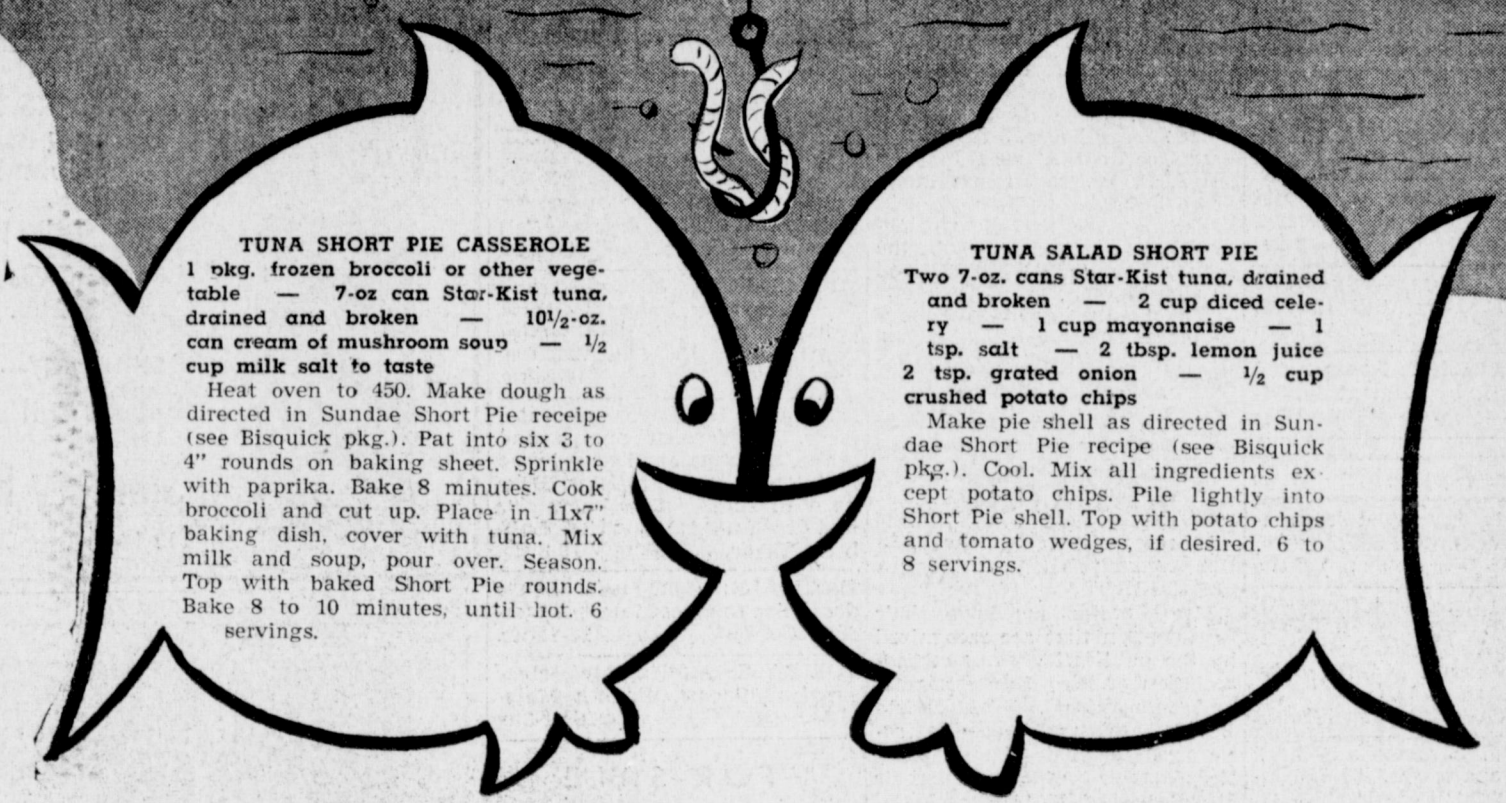 TUNA SHORT PIE CASSEROLE
1 pkg. frozen broccoli or other vege-
table — 7-oz can Star-Kist tuna,
drained and broken — 10½-oz.
can cream of mushroom soup — ½
cup milk salt to taste
Heat oven to 450. Make dough as
directed in Sundae Short Pie receipe
(see Bisquick pkg.). Pat into six 3 to
4" rounds on baking sheet. Sprinkle
with paprika. Bake 8 minutes. Cook
broccoli and cut up. Place in 11x7"
baking dish, cover with tuna. Mix
milk and soup, pour over. Season.
Top with baked Short Pie rounds.
Bake 8 to 10 minutes, until hot. 6
servings.
TUNA SALAD SHORT PIE
Two 7-oz. cans Star-Kist tuna, drained
and broken — 2 cup diced cele-
ry — 1 cup mayonnaise — 1
tsp. salt — 2 tbsp. lemon juice
2 tsp. grated onion — ½ cup
crushed potato chips
Make pie shell as directed in Sun-
dae Short Pie recipe (see Bisquick
pkg.). Cool. Mix all ingredients ex-
cept potato chips. Pile lightly into
Short Pie shell. Top with potato chips
and tomato wedges, if desired. 6 to
8 servings.